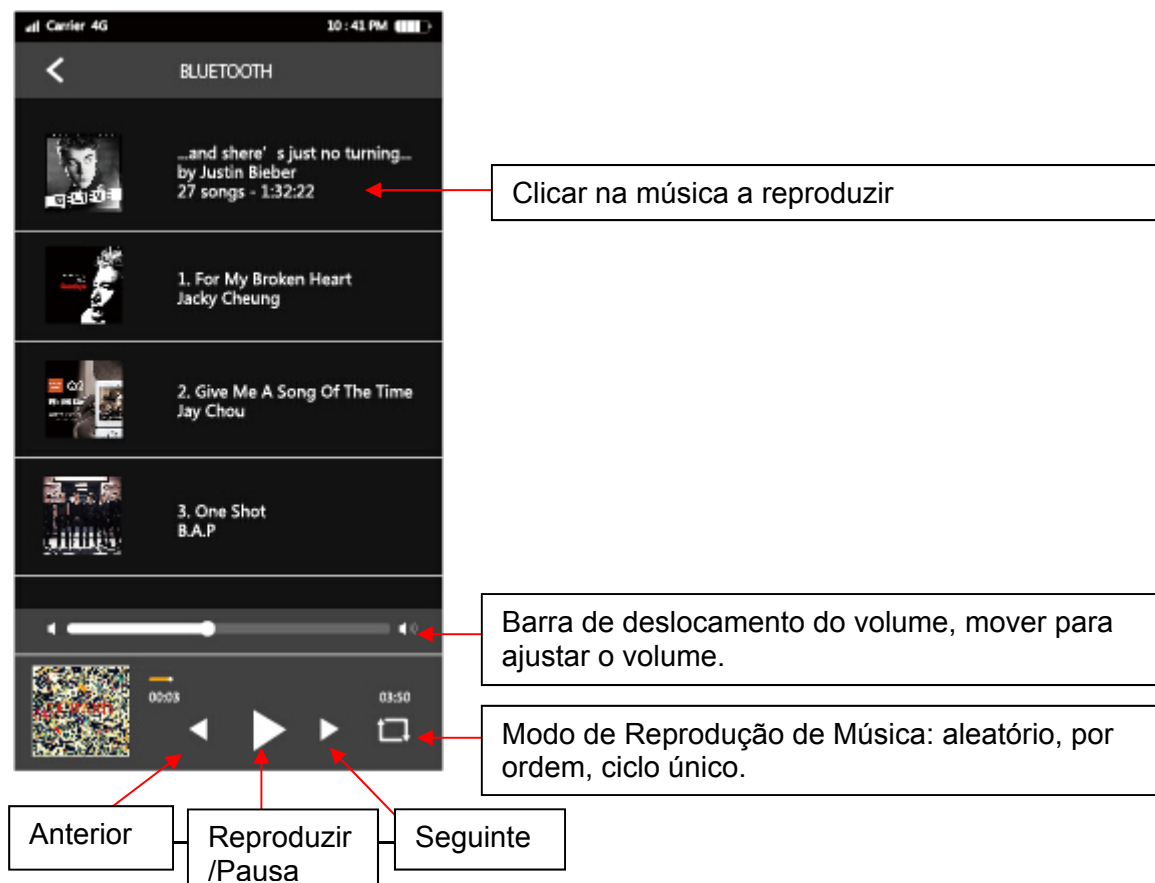 Carrier 4G 10:41 PM
BLUETOOTH
...and shere's just no turning...
by Justin Bieber
27 songs - 1:32:22
Clicar na música a reproduzir
1. For My Broken Heart
Jacky Cheung
2. Give Me A Song Of The Time
Jay Chou
3. One Shot
B.A.P
Barra de deslocamento do volume, mover para
ajustar o volume.
00:03 03:50
Modo de Reprodução de Música: aleatório, por
ordem, ciclo único.
Anterior
Reproduzir
/Pausa
Seguinte